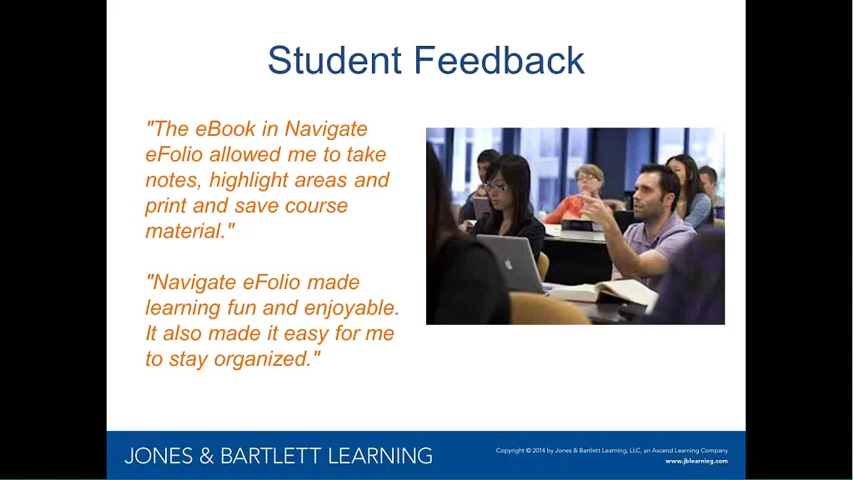 Student Feedback
"The eBook in Navigate
eFolio allowed me to take
notes, highlight areas and
print and save course
material."
"Navigate eFolio made
learning fun and enjoyable.
It also made it easy for me
to stay organized."
JONES & BARTLETT LEARNING
Copyright © 2014 by Jones & Bartlett Learning, LLC, an Ascend Learning Company
www.jblearning.com